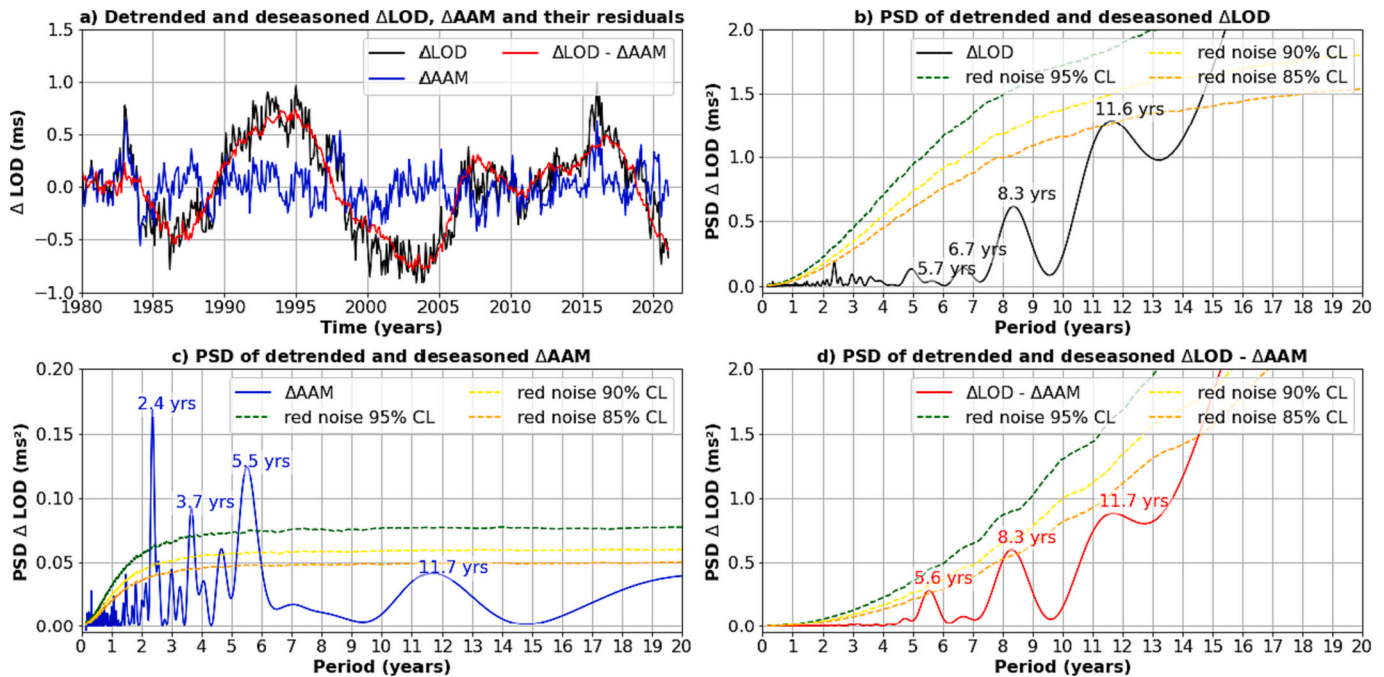 a) Detrended and deseasoned ΔLOD, ΔAAM and their residuals
1.5
1.0
0.5
0.0
−0.5
−1.0
Δ LOD (ms)
ΔLOD
ΔAAM
ΔLOD - ΔAAM
1980 1985 1990 1995 2000 2005 2010 2015 2020
Time (years)
b) PSD of detrended and deseasoned ΔLOD
2.0
1.5
1.0
0.5
0.0
PSD Δ LOD (ms²)
ΔLOD
red noise 95% CL
red noise 90% CL
red noise 85% CL
11.6 yrs
8.3 yrs
6.7 yrs
5.7 yrs
0 1 2 3 4 5 6 7 8 9 10 11 12 13 14 15 16 17 18 19 20
Period (years)
c) PSD of detrended and deseasoned ΔAAM
0.20
0.15
0.10
0.05
0.00
PSD Δ LOD (ms²)
ΔAAM
red noise 95% CL
red noise 90% CL
red noise 85% CL
2.4 yrs
5.5 yrs
3.7 yrs
11.7 yrs
0 1 2 3 4 5 6 7 8 9 10 11 12 13 14 15 16 17 18 19 20
Period (years)
d) PSD of detrended and deseasoned ΔLOD - ΔAAM
2.0
1.5
1.0
0.5
0.0
PSD Δ LOD (ms²)
ΔLOD - ΔAAM
red noise 95% CL
red noise 90% CL
red noise 85% CL
11.7 yrs
8.3 yrs
5.6 yrs
0 1 2 3 4 5 6 7 8 9 10 11 12 13 14 15 16 17 18 19 20
Period (years)